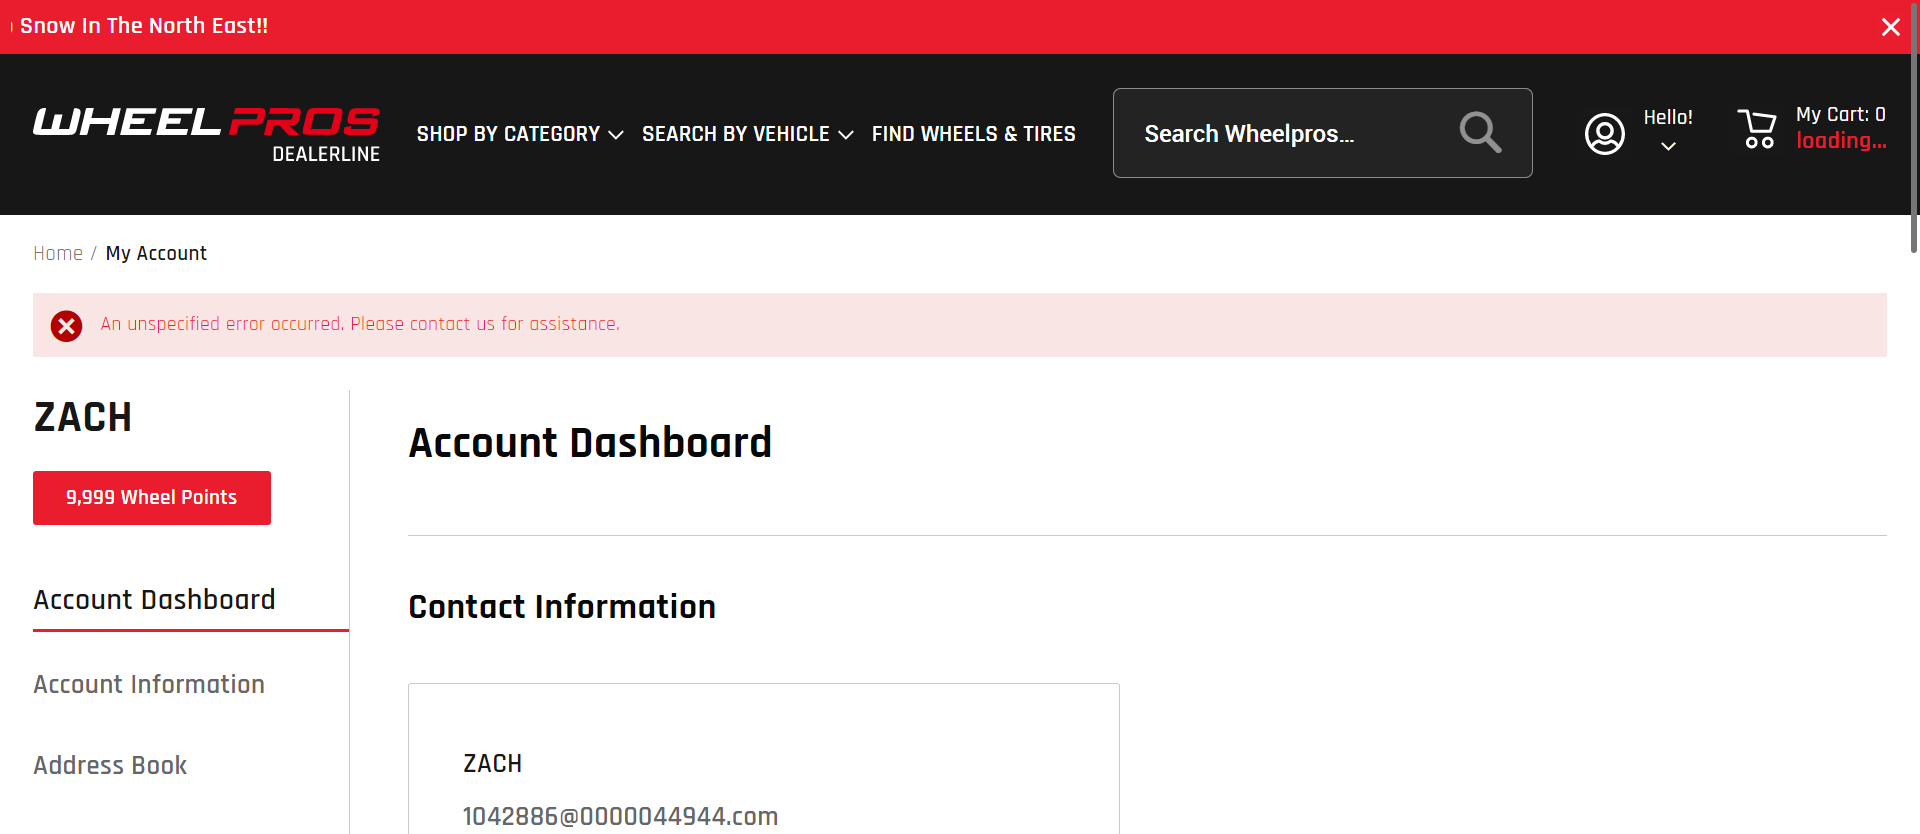 Snow In The North East!!
WHEEL PROS
DEALERLINE
SHOP BY CATEGORY
SEARCH BY VEHICLE
FIND WHEELS & TIRES
Search Wheelpros...
Hello!
My Cart: 0
loading...
Home / My Account
An unspecified error occurred. Please contact us for assistance.
ZACH
9,999 Wheel Points
Account Dashboard
Account Information
Address Book
Account Dashboard
Contact Information
ZACH
1042886@0000044944.com